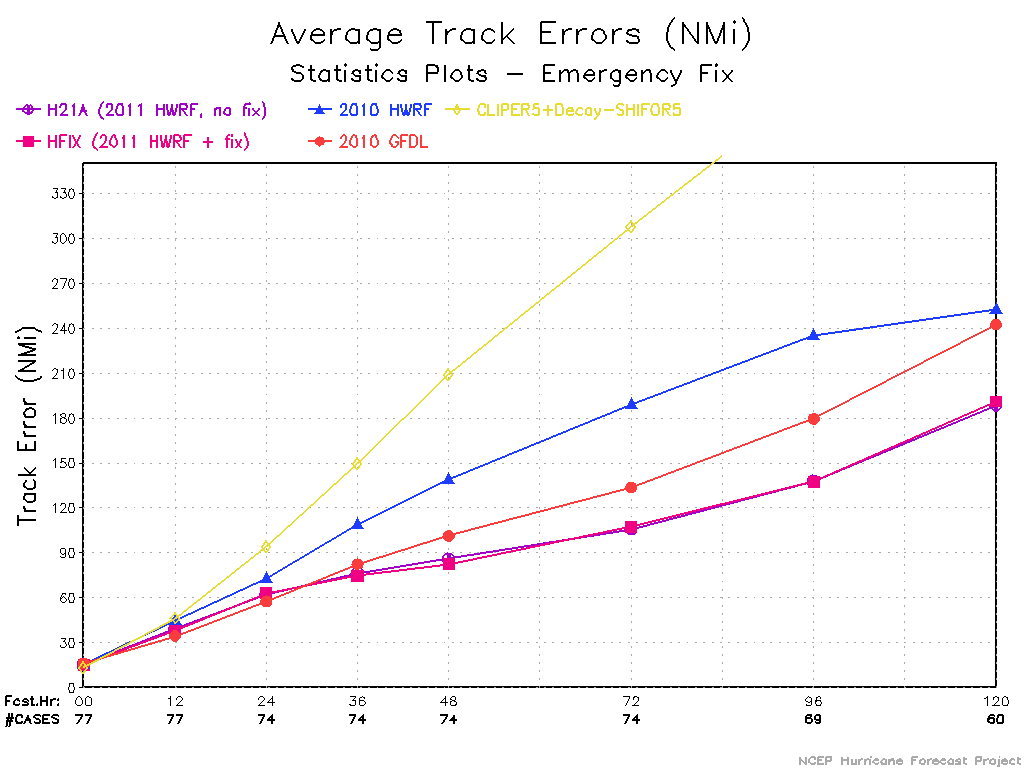 Average Track Errors (NMi)
Statistics Plots – Emergency Fix
H21A (2011 HWRF, no fix) 2010 HWRF CLIPER5+Decay–SHIFOR5
HFIX (2011 HWRF + fix) 2010 GFDL
330
300
270
240
210
180
150
120
90
60
30
0
Track Error (NMi)
Fcst.Hr: 00 12 24 36 48 72 96 120
#CASES 77 77 74 74 74 74 69 60
NCEP Hurricane Forecast Project